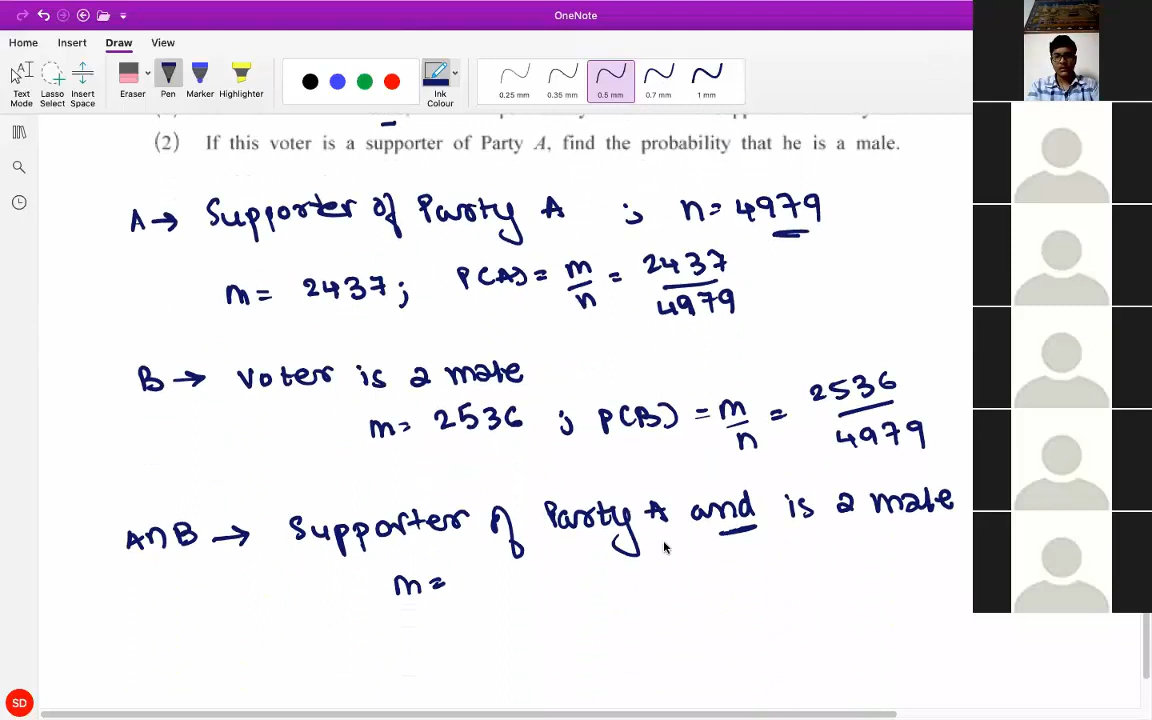 OneNote
Home Insert Draw View
Text Mode
Lasso Select
Insert Space
Eraser
Pen
Marker
Highlighter
Ink Colour
0.25 mm
0.35 mm
0.5 mm
0.7 mm
1 mm
(2) If this voter is a supporter of Party A, find the probability that he is a male.
A → Supporter of Party A ; n = 4979
m = 2437 ; P(A) = m/n = 2437/4979
B → Voter is a male
m = 2536 ; P(B) = m/n = 2536/4979
A∩B → Supporter of Party A and is a male
m =
SD